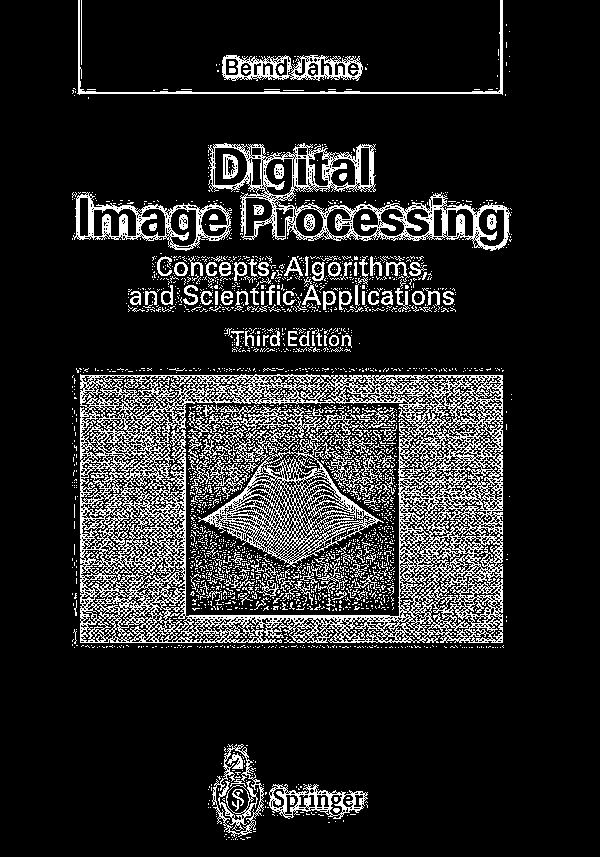 Bernd Jähne
Digital
Image Processing
Concepts, Algorithms,
and Scientific Applications
Third Edition
Springer